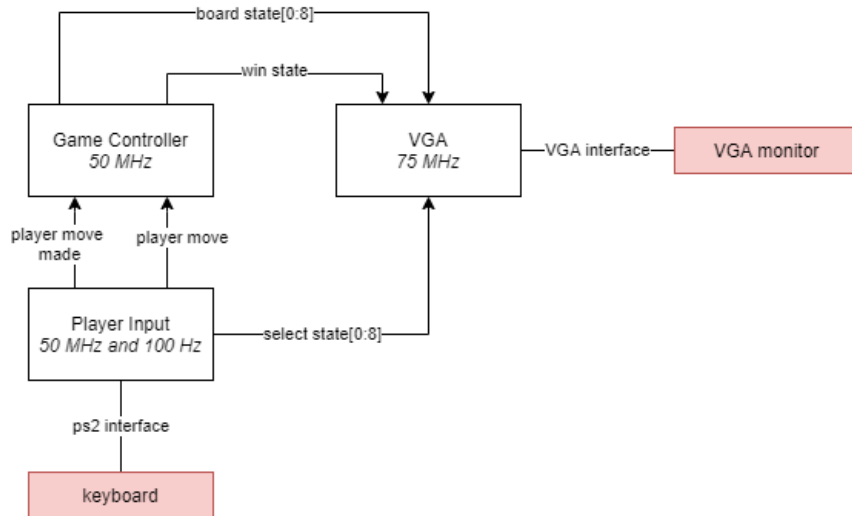 board state[0:8]
win state
Game Controller
50 MHz
VGA
75 MHz
VGA interface
VGA monitor
player move
made
player move
Player Input
50 MHz and 100 Hz
select state[0:8]
ps2 interface
keyboard